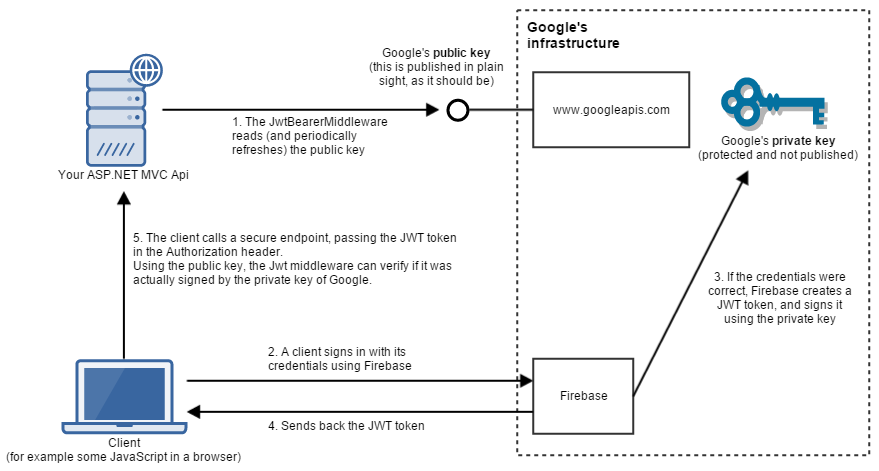 Google's
infrastructure
Google's public key
(this is published in plain
sight, as it should be)
www.googleapis.com
1. The JwtBearerMiddleware
reads (and periodically
refreshes) the public key
Google's private key
(protected and not published)
Your ASP.NET MVC Api
5. The client calls a secure endpoint, passing the JWT token
in the Authorization header.
Using the public key, the Jwt middleware can verify if it was
actually signed by the private key of Google.
3. If the credentials were
correct, Firebase creates a
JWT token, and signs it
using the private key
2. A client signs in with its
credentials using Firebase
Firebase
4. Sends back the JWT token
Client
(for example some JavaScript in a browser)